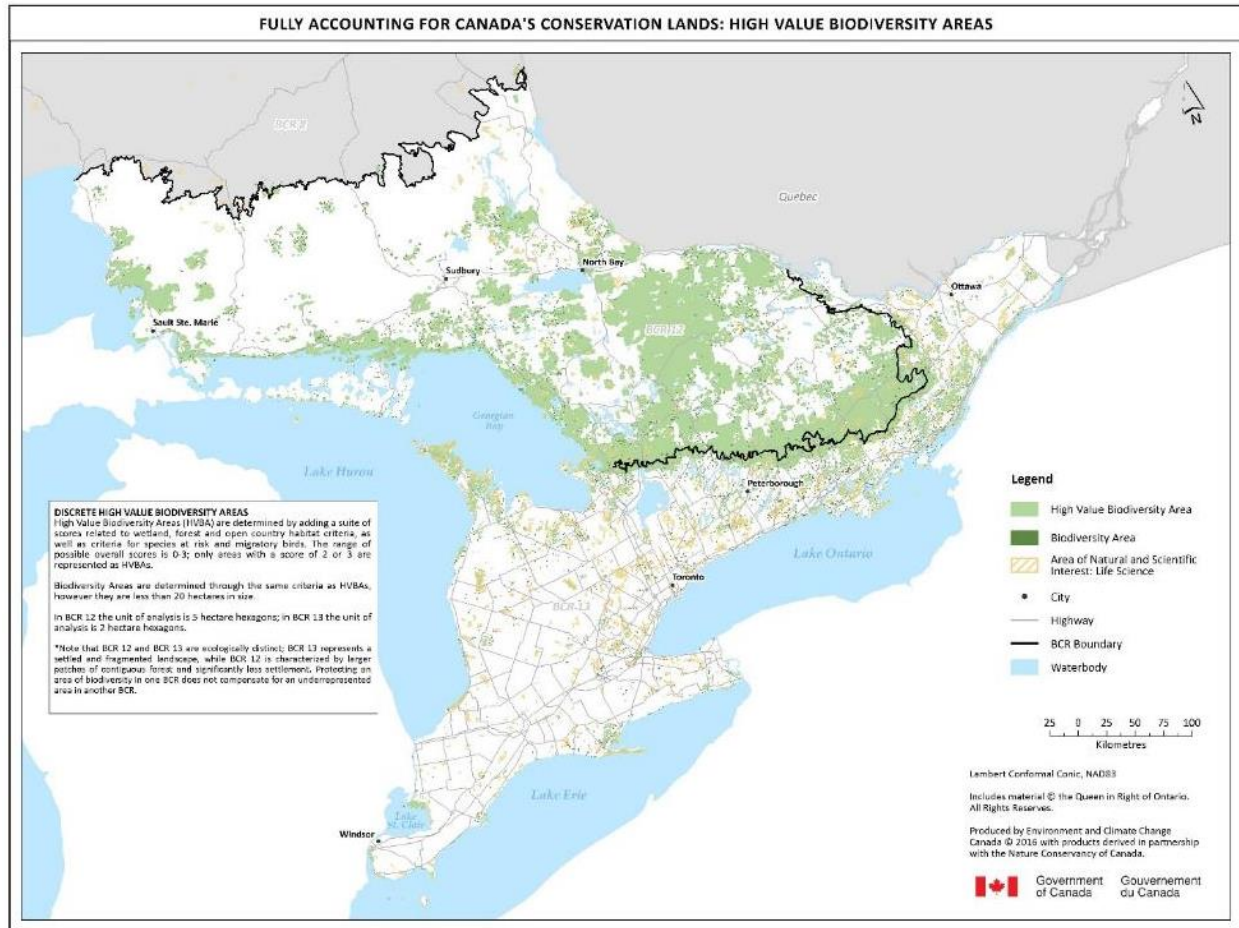 FULLY ACCOUNTING FOR CANADA'S CONSERVATION LANDS: HIGH VALUE BIODIVERSITY AREAS
N
Quebec
Sudbury
North Bay
Ottawa
Sault Ste. Marie
BCR 12
Georgian
Bay
Lake Huron
Peterborough
Lake Ontario
Toronto
BCR 13
Lake Erie
Lake
St. Clair
Windsor
DISCRETE HIGH VALUE BIODIVERSITY AREAS
High Value Biodiversity Areas (HVBA) are determined by adding a suite of
scores related to wetland, forest and open country habitat criteria, as
well as criteria for species at risk and migratory birds. The range of
possible overall scores is 0-3; only areas with a score of 2 or 3 are
represented as HVBAs.
Biodiversity Areas are determined through the same criteria as HVBAs,
however they are less than 20 hectares in size.
In BCR 12 the unit of analysis is 5 hectare hexagons; in BCR 13 the unit of
analysis is 2 hectare hexagons.
*Note that BCR 12 and BCR 13 are ecologically distinct; BCR 13 represents a
settled and fragmented landscape, while BCR 12 is characterized by larger
patches of contiguous forest and significantly less settlement. Protecting an
area of biodiversity in one BCR does not compensate for an underrepresented
area in another BCR.
Legend
High Value Biodiversity Area
Biodiversity Area
Area of Natural and Scientific
Interest: Life Science
City
Highway
BCR Boundary
Waterbody
25 0 25 50 75 100
Kilometres
Lambert Conformal Conic, NAD83
Includes material © the Queen in Right of Ontario.
All Rights Reserves.
Produced by Environment and Climate Change
Canada © 2016 with products derived in partnership
with the Nature Conservancy of Canada.
Government
of Canada
Gouvernement
du Canada